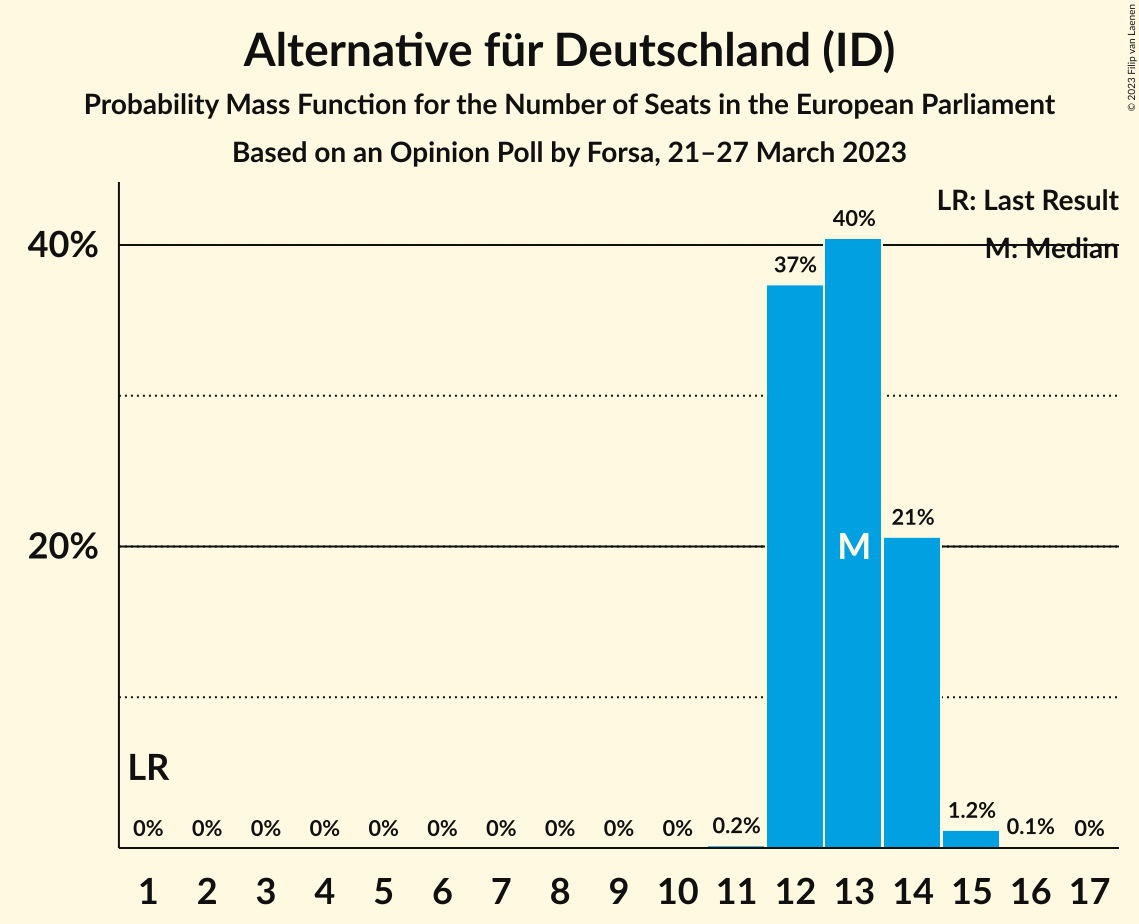 Alternative für Deutschland (ID)
Probability Mass Function for the Number of Seats in the European Parliament
Based on an Opinion Poll by Forsa, 21–27 March 2023
© 2023 Filip van Laenen
LR: Last Result
M: Median
40%
20%
40%
37%
21%
M
LR
0% 0% 0% 0% 0% 0% 0% 0% 0% 0% 0.2% 1.2% 0.1% 0%
1 2 3 4 5 6 7 8 9 10 11 12 13 14 15 16 17